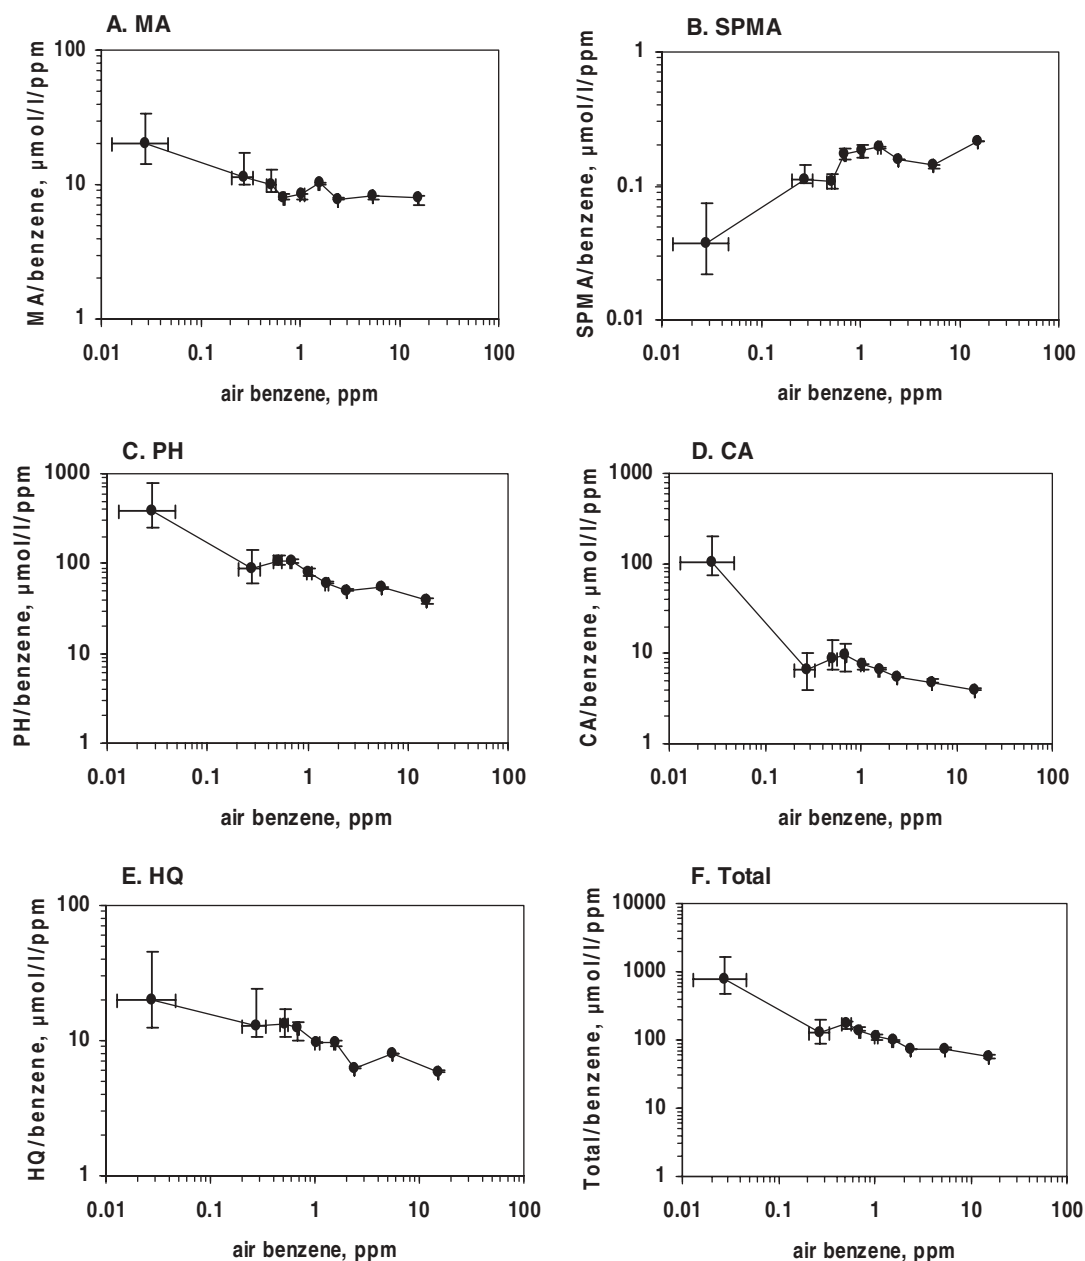 A. MA
MA/benzene, µmol/l/ppm
100
10
1
0.01 0.1 1 10 100
air benzene, ppm
B. SPMA
SPMA/benzene, µmol/l/ppm
1
0.1
0.01
0.01 0.1 1 10 100
air benzene, ppm
C. PH
PH/benzene, µmol/l/ppm
1000
100
10
1
0.01 0.1 1 10 100
air benzene, ppm
D. CA
CA/benzene, µmol/l/ppm
1000
100
10
1
0.01 0.1 1 10 100
air benzene, ppm
E. HQ
HQ/benzene, µmol/l/ppm
100
10
1
0.01 0.1 1 10 100
air benzene, ppm
F. Total
Total/benzene, µmol/l/ppm
10000
1000
100
10
1
0.01 0.1 1 10 100
air benzene, ppm